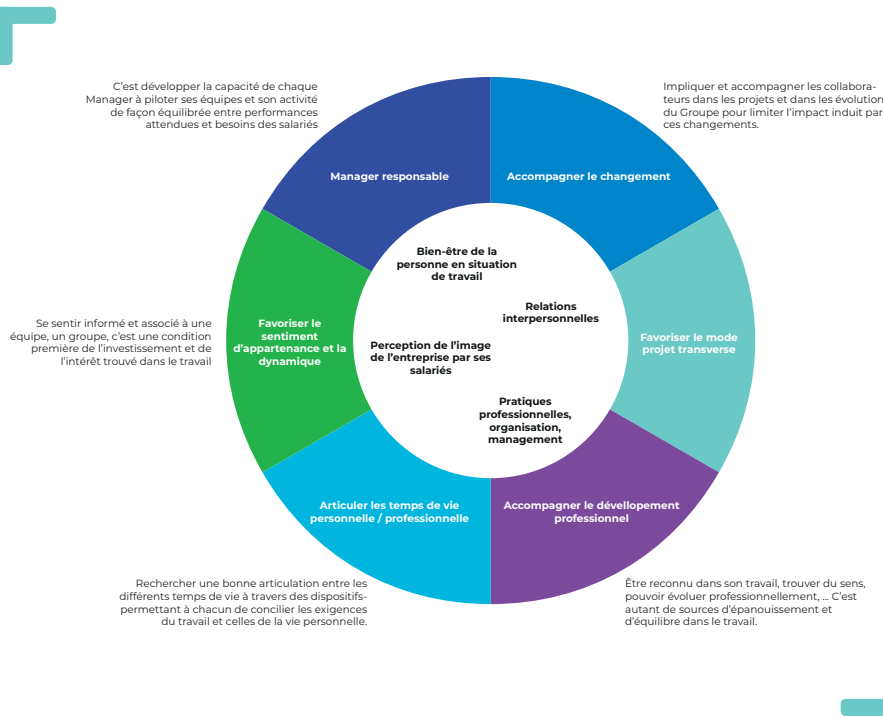 C'est développer la capacité de chaque
Manager à piloter ses équipes et son activité
de façon équilibrée entre performances
attendues et besoins des salariés
Impliquer et accompagner les collabora-
teurs dans les projets et dans les évolution
du Groupe pour limiter l'impact induit par
ces changements.
Manager responsable
Accompagner le changement
Bien-être de la
personne en situation
de travail
Relations
interpersonnelles
Se sentir informé et associé à une
équipe, un groupe, c'est une condition
première de l'investissement et de
l'intérêt trouvé dans le travail
Favoriser le
sentiment
d'appartenance et la
dynamique
Perception de l'image
de l'entreprise par ses
salariés
Favoriser le mode
projet transverse
Pratiques
professionnelles,
organisation,
management
Articuler les temps de vie
personnelle / professionnelle
Accompagner le dévellopement
professionnel
Rechercher une bonne articulation entre les
différents temps de vie à travers des dispositifs-
permettant à chacun de concilier les exigences
du travail et celles de la vie personnelle.
Être reconnu dans son travail, trouver du sens,
pouvoir évoluer professionnellement, ... C'est
autant de sources d'épanouissement et
d'équilibre dans le travail.